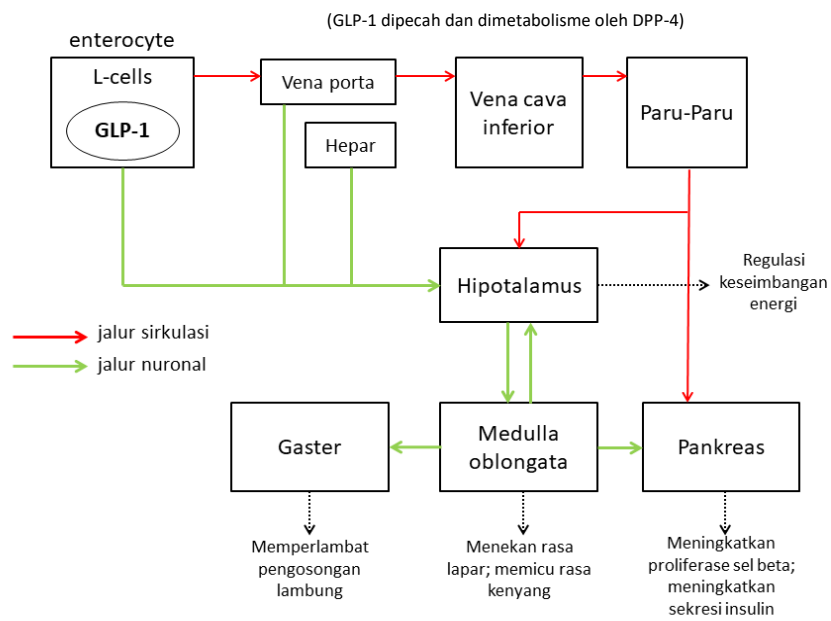 (GLP-1 dipecah dan dimetabolisme oleh DPP-4)
enterocyte
L-cells
GLP-1
Vena porta
Hepar
Vena cava
inferior
Paru-Paru
Hipotalamus
Regulasi
keseimbangan
energi
jalur sirkulasi
jalur nuronal
Gaster
Medulla
oblongata
Pankreas
Memperlambat
pengosongan
lambung
Menekan rasa
lapar; memicu rasa
kenyang
Meningkatkan
proliferase sel beta;
meningkatkan
sekresi insulin